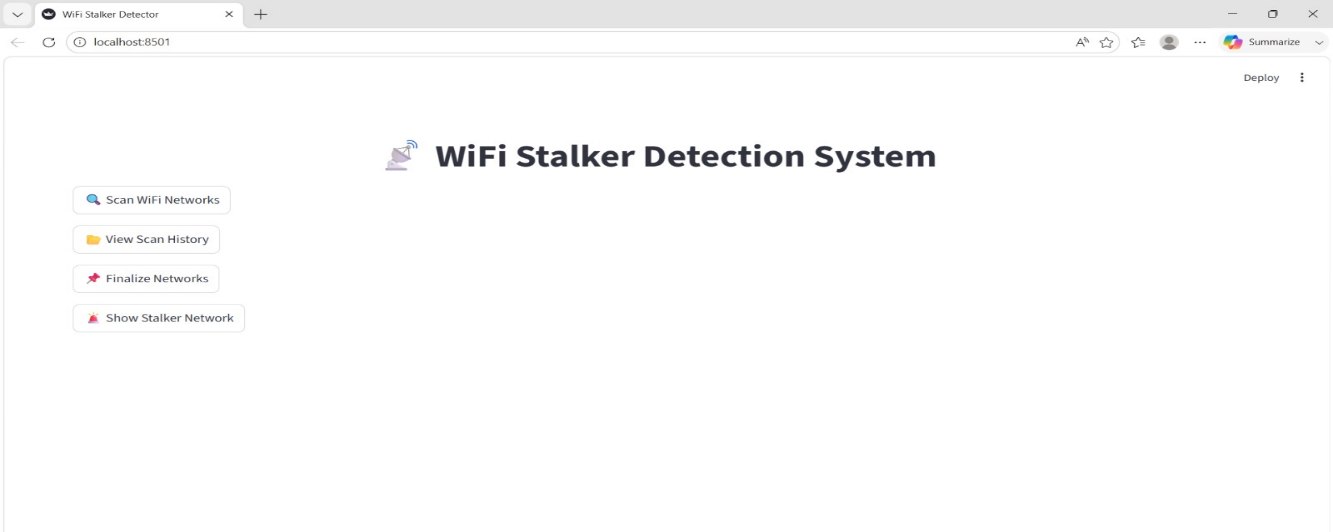 WiFi Stalker Detector
localhost:8501
Summarize
Deploy
WiFi Stalker Detection System
Scan WiFi Networks
View Scan History
Finalize Networks
Show Stalker Network